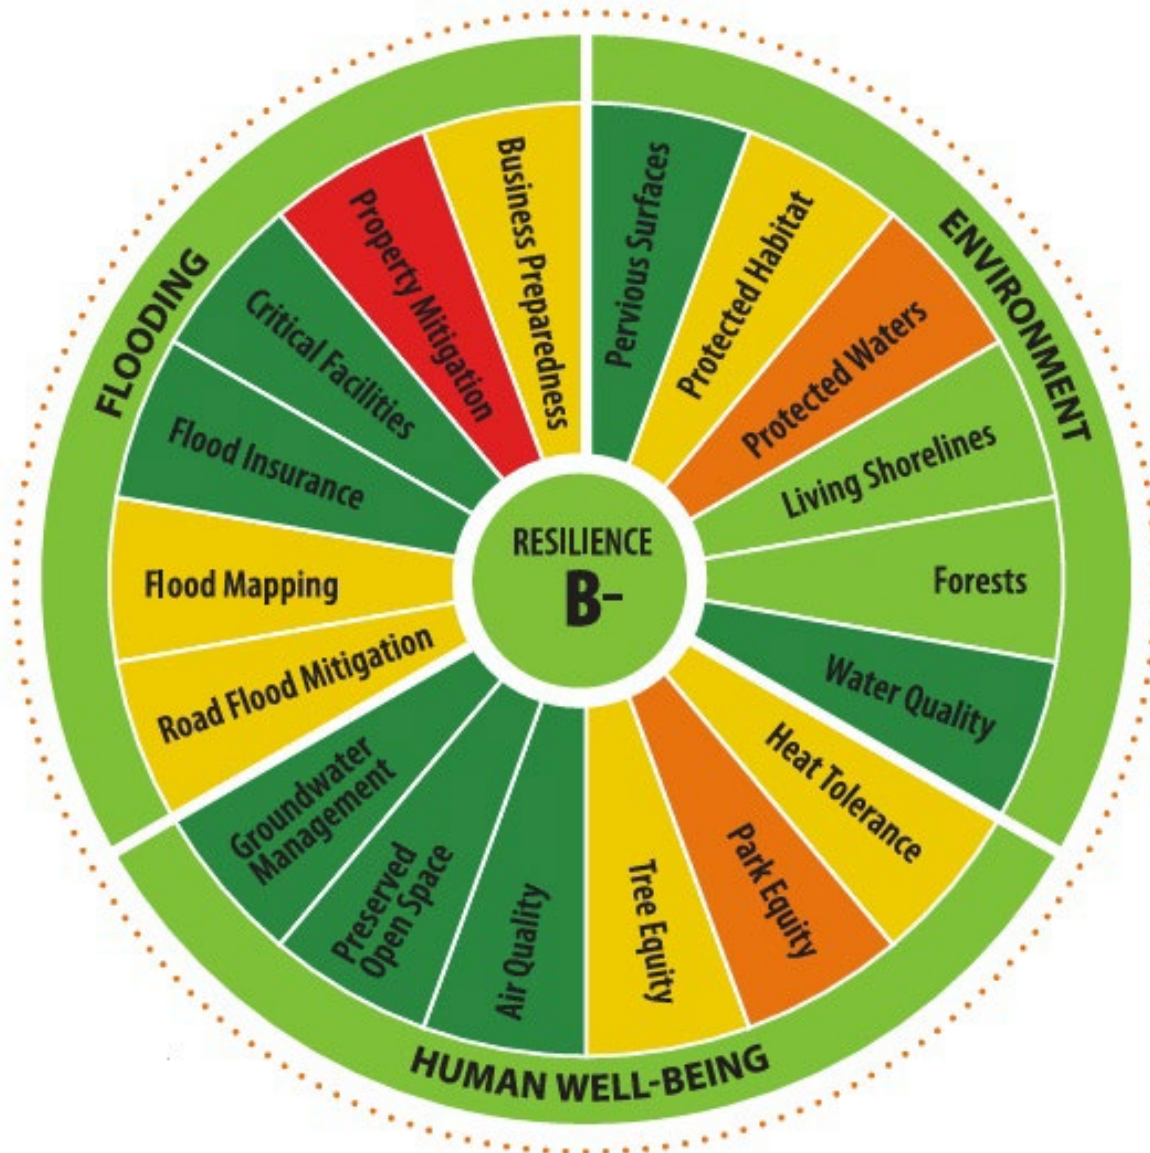 FLOODING
Business Preparedness
Property Mitigation
Critical Facilities
Flood Insurance
Flood Mapping
Road Flood Mitigation
ENVIRONMENT
Pervious Surfaces
Protected Habitat
Protected Waters
Living Shorelines
Forests
Water Quality
RESILIENCE
B-
Heat Tolerance
Park Equity
Tree Equity
Air Quality
Preserved
Open Space
Groundwater
Management
HUMAN WELL-BEING